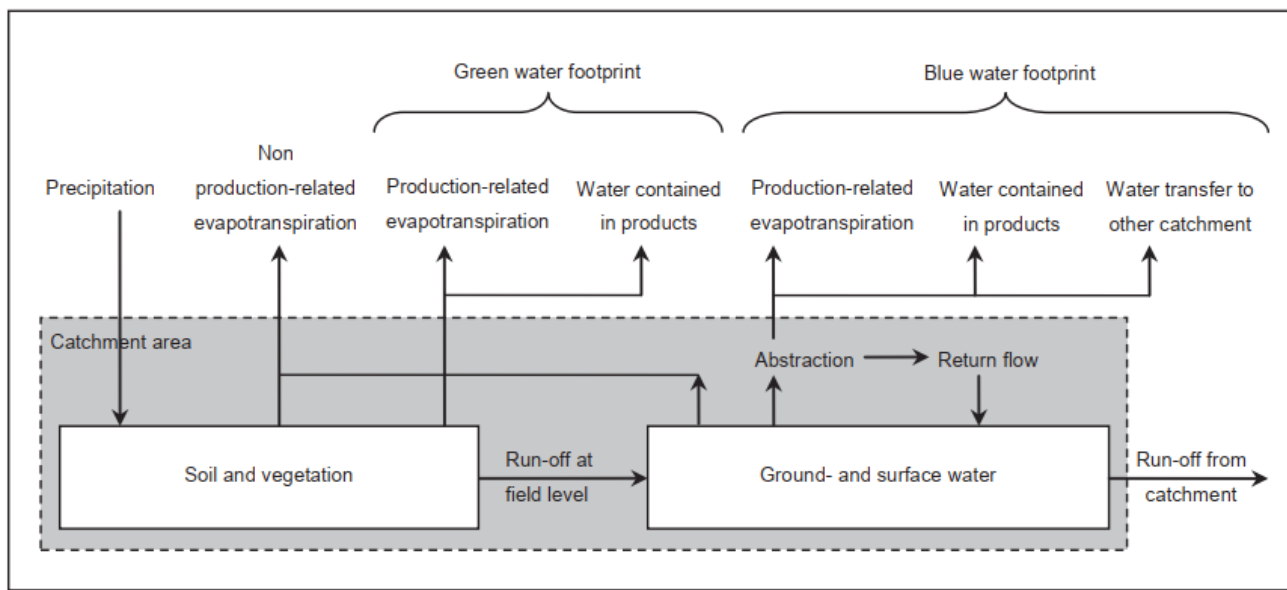 Green water footprint
Blue water footprint
Precipitation
Non
production-related
evapotranspiration
Production-related
evapotranspiration
Water contained
in products
Production-related
evapotranspiration
Water contained
in products
Water transfer to
other catchment
Catchment area
Abstraction
Return flow
Soil and vegetation
Run-off at
field level
Ground- and surface water
Run-off from
catchment